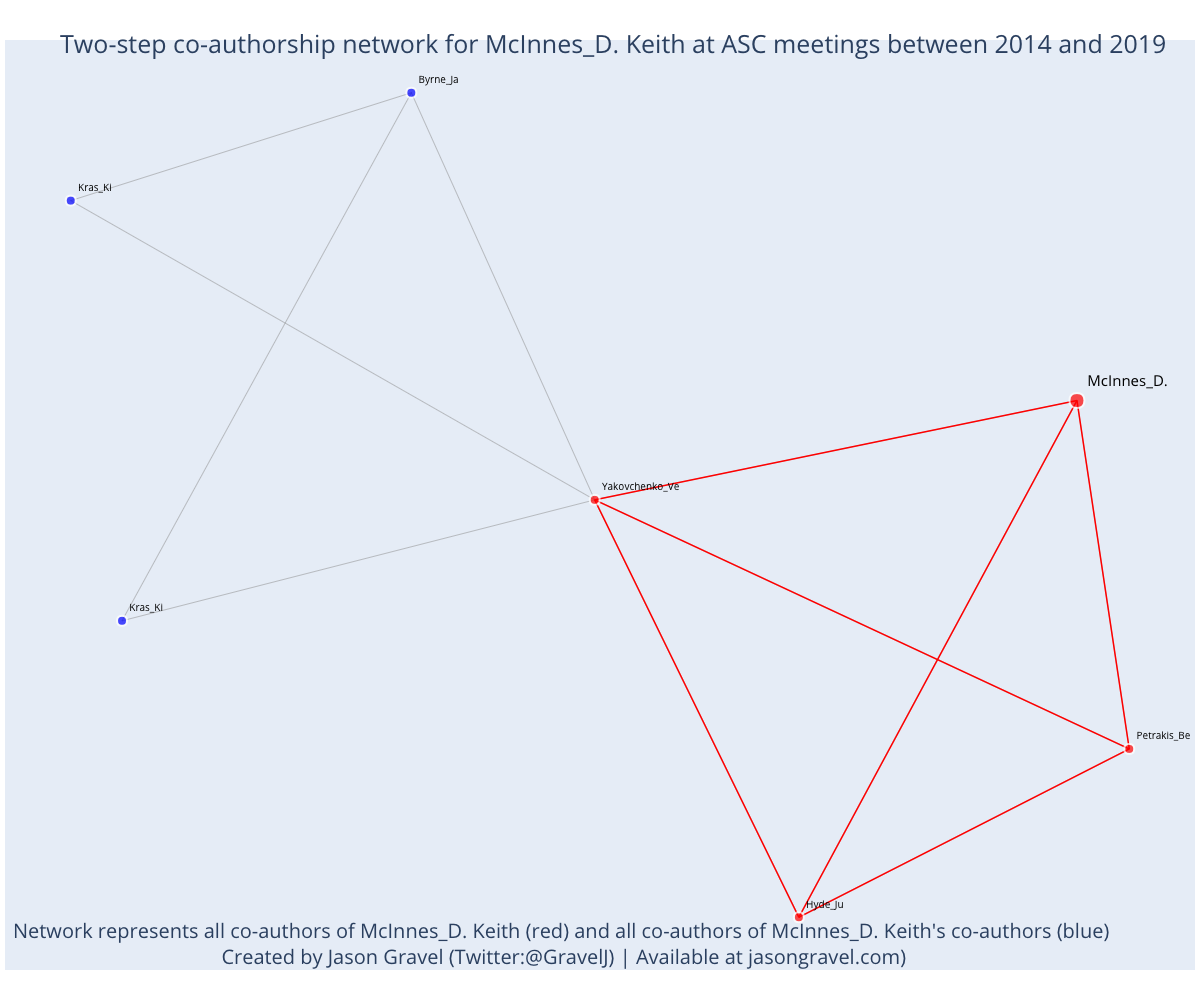 Two-step co-authorship network for McInnes_D. Keith at ASC meetings between 2014 and 2019
Byrne_Ja
Kras_Ki
McInnes_D.
Yakovchenko_Ve
Kras_Ki
Petrakis_Be
Hyde_Ju
Network represents all co-authors of McInnes_D. Keith (red) and all co-authors of McInnes_D. Keith's co-authors (blue)
Created by Jason Gravel (Twitter:@GravelJ) | Available at jasongravel.com)